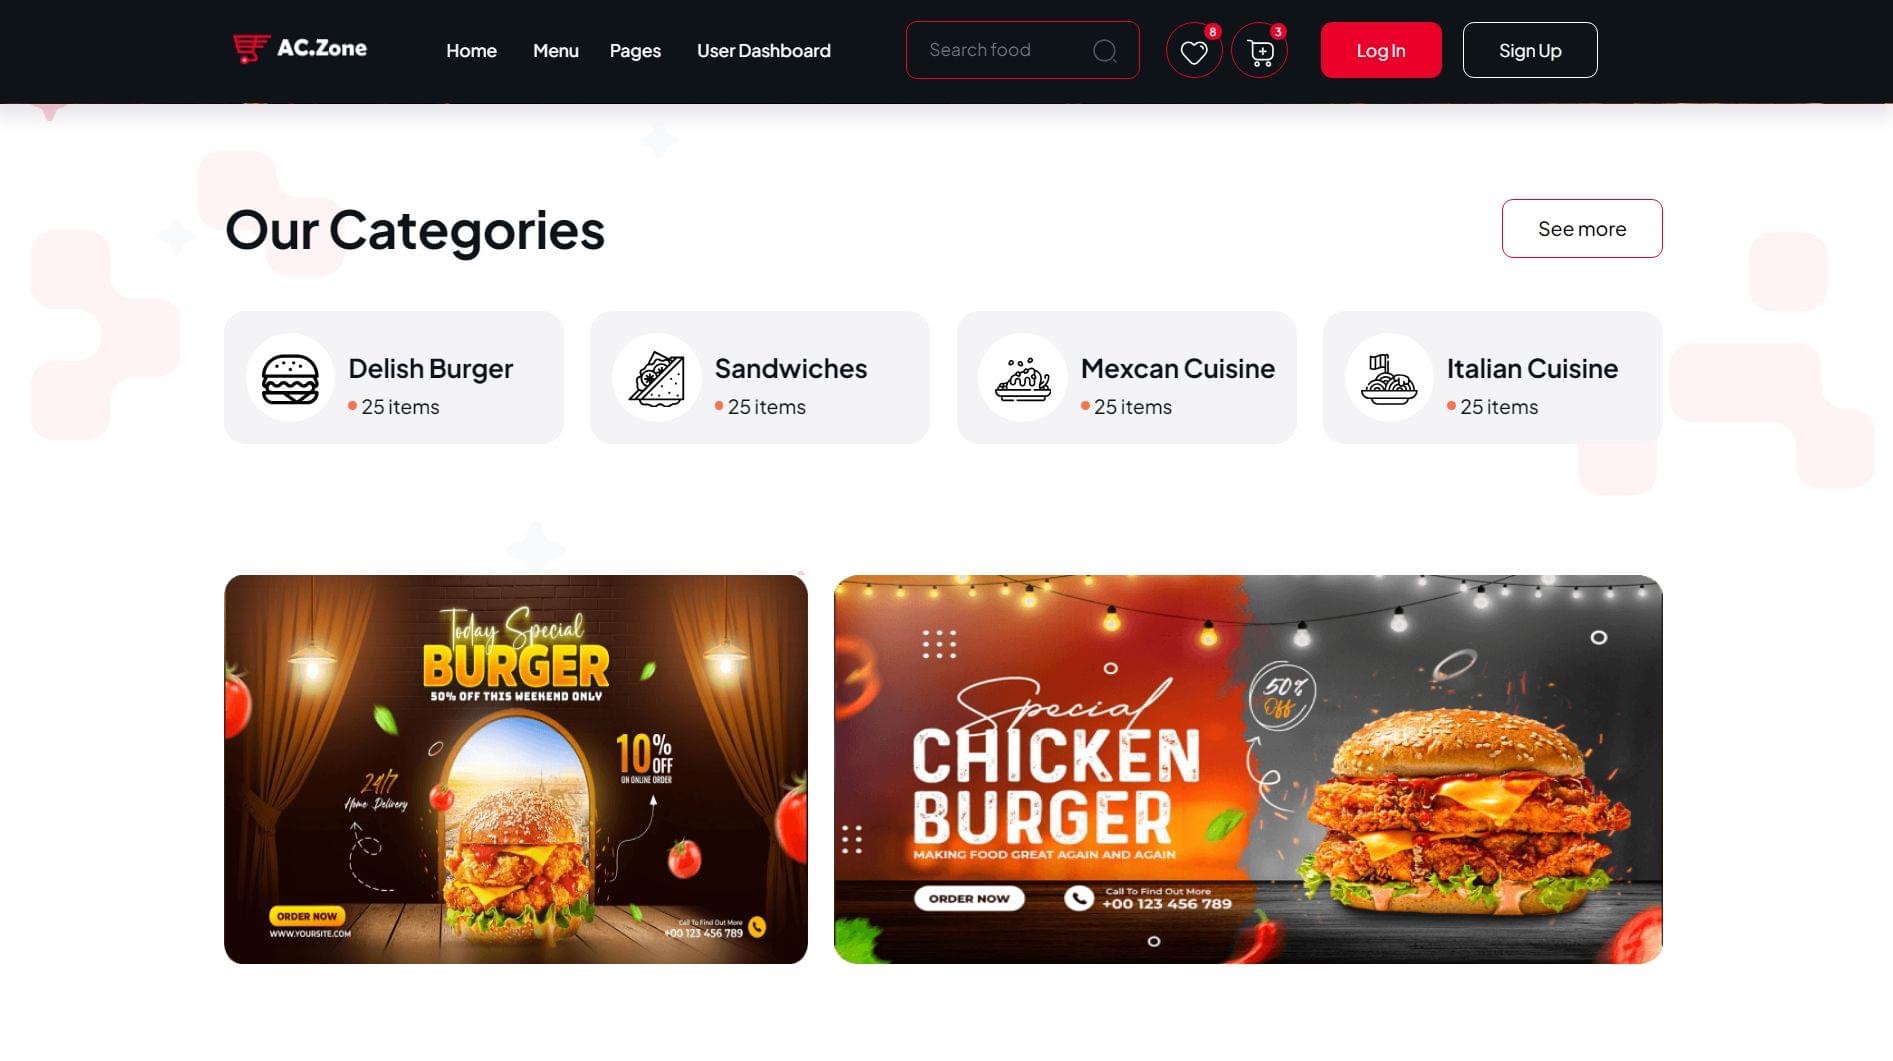 AC.Zone
Home
Menu
Pages
User Dashboard
Search food
8
3
Log In
Sign Up
Our Categories
See more
Delish Burger
25 items
Sandwiches
25 items
Mexcan Cuisine
25 items
Italian Cuisine
25 items
Today Special
BURGER
50% OFF THIS WEEKEND ONLY
10% OFF
ON ONLINE ORDER
24/7
Home Delivery
ORDER NOW
WWW.YOURSITE.COM
Call To Find Out More
+00 123 456 789
Special
CHICKEN
BURGER
MAKING FOOD GREAT AGAIN AND AGAIN
50%
Off
ORDER NOW
Call To Find Out More
+00 123 456 789